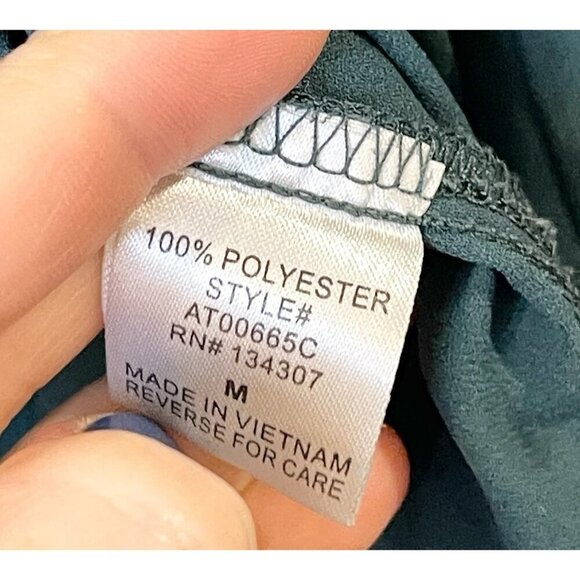 100% POLYESTER
STYLE#
AT00665C
RN# 134307
M
MADE IN VIETNAM
REVERSE FOR CARE